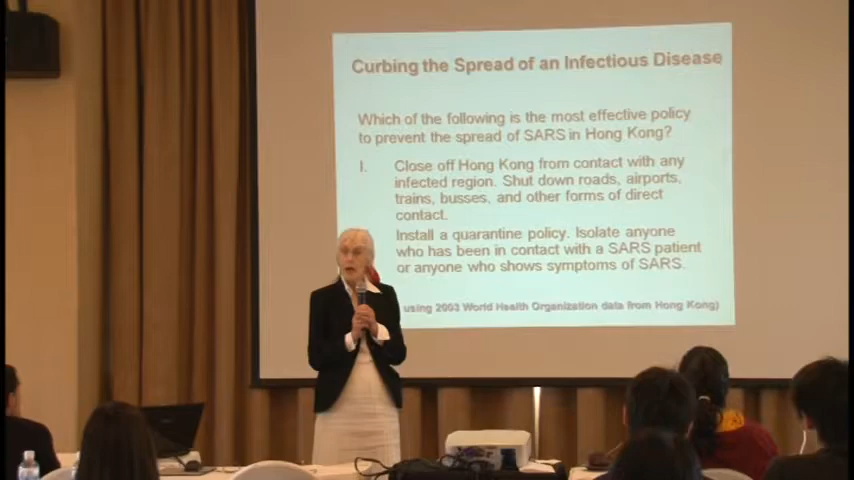 Curbing the Spread of an Infectious Disease
Which of the following is the most effective policy
to prevent the spread of SARS in Hong Kong?
I. Close off Hong Kong from contact with any
infected region. Shut down roads, airports,
trains, busses, and other forms of direct
contact.
Install a quarantine policy. Isolate anyone
who has been in contact with a SARS patient
or anyone who shows symptoms of SARS.
using 2003 World Health Organization data from Hong Kong)